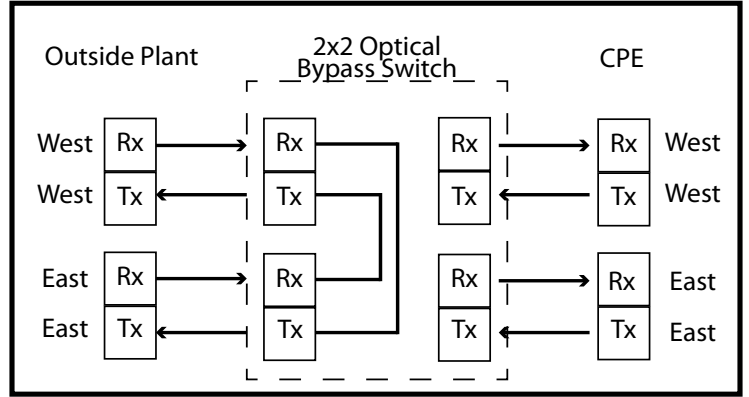 Outside Plant
2x2 Optical
Bypass Switch
CPE
West Rx Rx Rx Rx West
West Tx Tx Tx Tx West
East Rx Rx Rx Rx East
East Tx Tx Tx Tx East